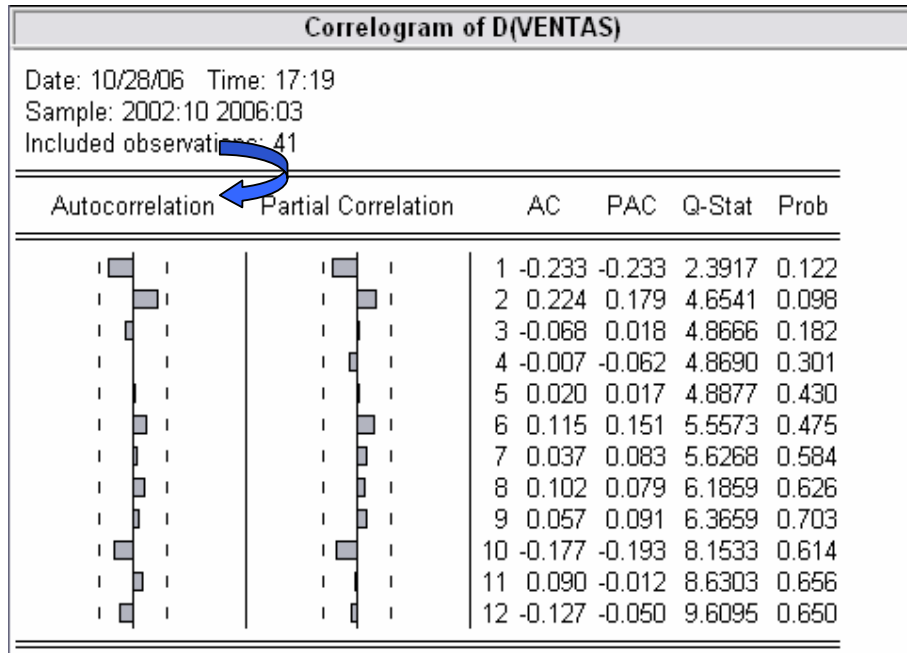 Correlogram of D(VENTAS)
Date: 10/28/06 Time: 17:19
Sample: 2002:10 2006:03
Included observations: 41
Autocorrelation Partial Correlation AC PAC Q-Stat Prob
1 -0.233 -0.233 2.3917 0.122
2 0.224 0.179 4.6541 0.098
3 -0.068 0.018 4.8666 0.182
4 -0.007 -0.062 4.8690 0.301
5 0.020 0.017 4.8877 0.430
6 0.115 0.151 5.5573 0.475
7 0.037 0.083 5.6268 0.584
8 0.102 0.079 6.1859 0.626
9 0.057 0.091 6.3659 0.703
10 -0.177 -0.193 8.1533 0.614
11 0.090 -0.012 8.6303 0.656
12 -0.127 -0.050 9.6095 0.650